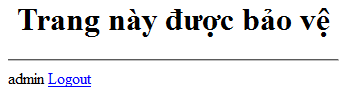 Trang này được bảo vệ
admin Logout